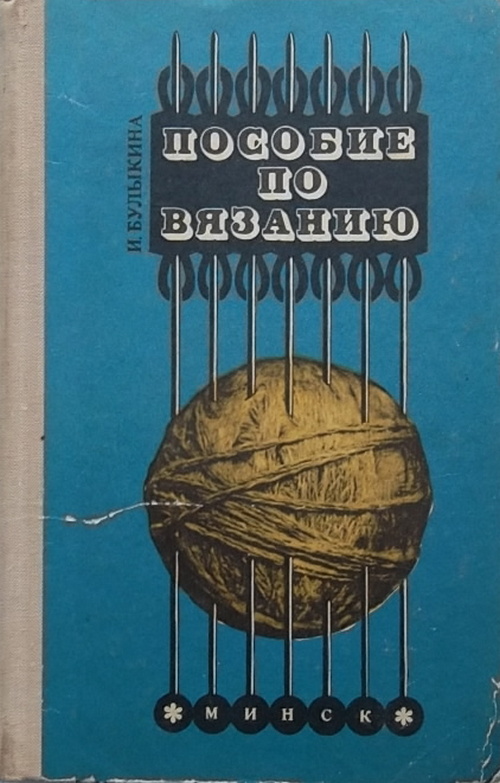 И. БУЛЫКИНА
ПОСОБИЕ
ПО
ВЯЗАНИЮ
* МИНСК *